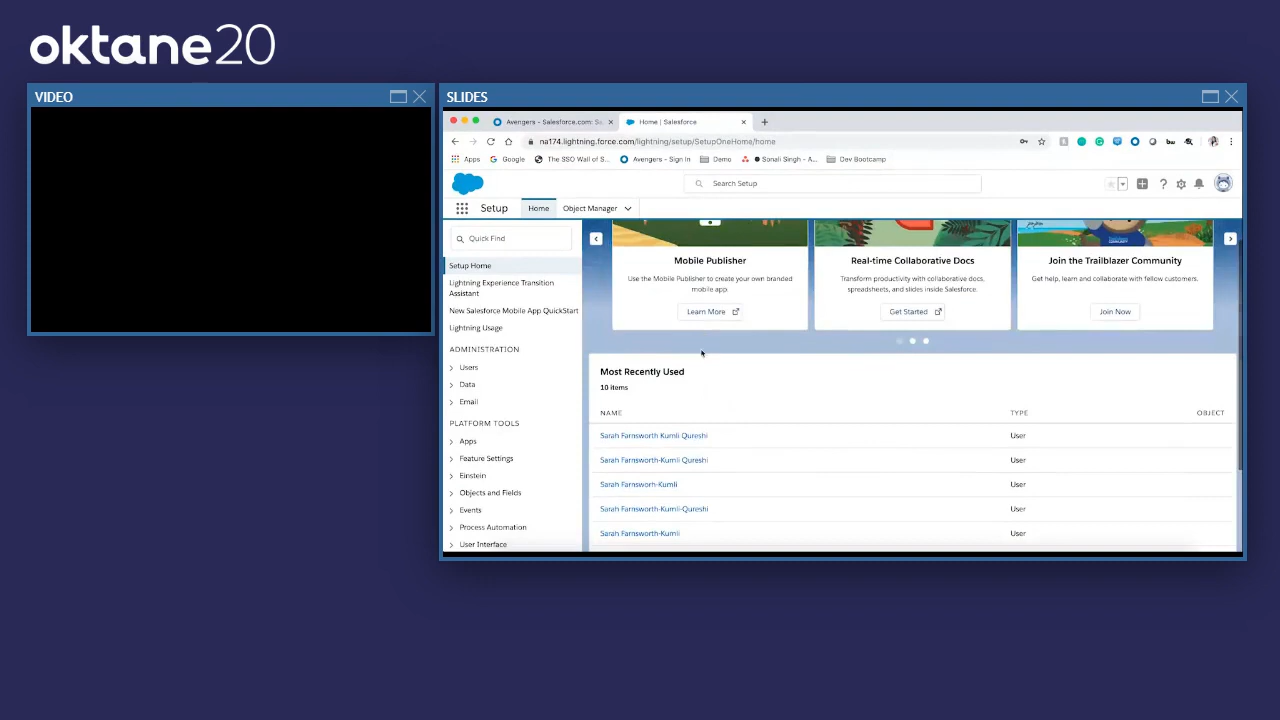 oktane20
VIDEO
SLIDES
Avengers - Salesforce.com: Se
Home | Salesforce
na174.lightning.force.com/lightning/setup/SetupOneHome/home
Apps
Google
The SSO Wall of S...
Avengers - Sign In
Demo
Sonali Singh - A...
Dev Bootcamp
Search Setup
Setup
Home
Object Manager
Quick Find
Setup Home
Lightning Experience Transition
Assistant
New Salesforce Mobile App QuickStart
Lightning Usage
ADMINISTRATION
Users
Data
Email
PLATFORM TOOLS
Apps
Feature Settings
Einstein
Objects and Fields
Events
Process Automation
User Interface
Mobile Publisher
Use the Mobile Publisher to create your own branded
mobile app.
Learn More
Real-time Collaborative Docs
Transform productivity with collaborative docs,
spreadsheets, and slides inside Salesforce.
Get Started
Join the Trailblazer Community
Get help, learn and collaborate with fellow customers.
Join Now
Most Recently Used
10 items
NAME TYPE OBJECT
Sarah Farnsworth Kumli Qureshi User
Sarah Farnsworth-Kumli Qureshi User
Sarah Farnsworh-Kumli User
Sarah Farnsworth-Kumli-Qureshi User
Sarah Farnsworth-Kumli User